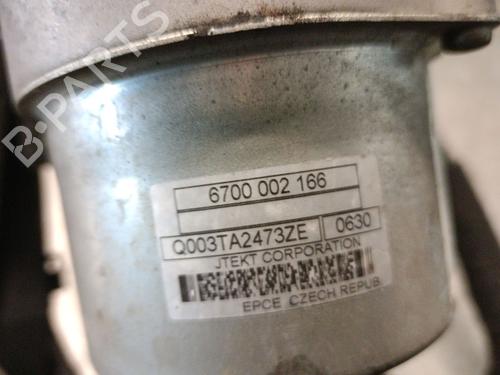 B-PARTS
6700 002 166
Q003TA2473ZE 0630
JTEKT CORPORATION
EPCE CZECH REPUB.